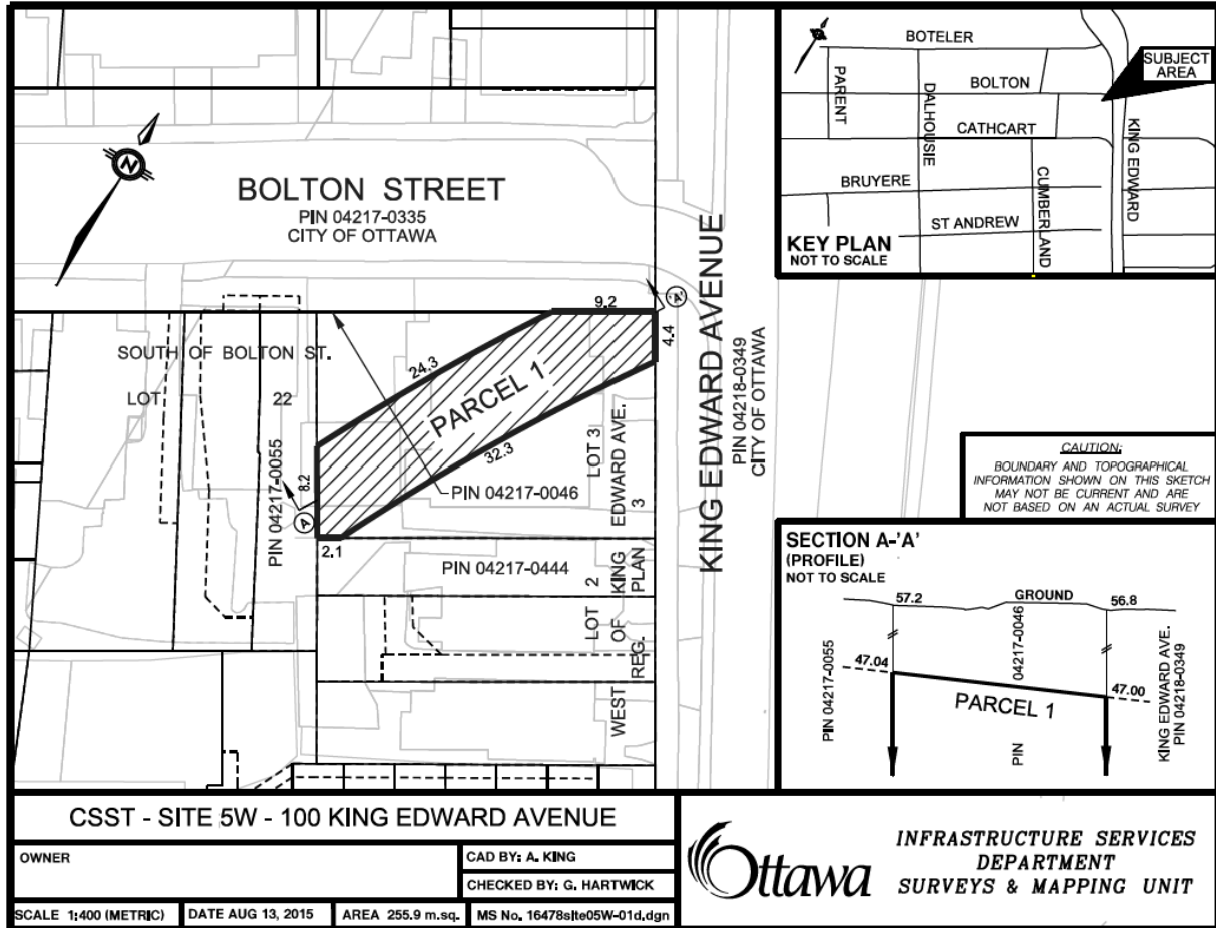 BOLTON STREET
PIN 04217-0335
CITY OF OTTAWA
N
KING EDWARD AVENUE
PIN 04218-0349
CITY OF OTTAWA
9.2
'A'
4.4
24.3
PARCEL 1
32.3
8.2
A
2.1
SOUTH OF BOLTON ST.
LOT 22
PIN 04217-0055
PIN 04217-0046
PIN 04217-0444
LOT 3
LOT 2
WEST OF KING EDWARD AVE.
REG. PLAN 3
BOTELER
SUBJECT
AREA
PARENT
BOLTON
DALHOUSIE
CATHCART
KING EDWARD
BRUYERE
CUMBERLAND
ST ANDREW
KEY PLAN
NOT TO SCALE
CAUTION:
BOUNDARY AND TOPOGRAPHICAL
INFORMATION SHOWN ON THIS SKETCH
MAY NOT BE CURRENT AND ARE
NOT BASED ON AN ACTUAL SURVEY
SECTION A-'A'
(PROFILE)
NOT TO SCALE
57.2
GROUND
56.8
PIN 04217-0055
47.04
PIN 04217-0046
47.00
PARCEL 1
KING EDWARD AVE.
PIN 04218-0349
CSST - SITE 5W - 100 KING EDWARD AVENUE
OWNER
CAD BY: A. KING
CHECKED BY: G. HARTWICK
SCALE 1:400 (METRIC)
DATE AUG 13, 2015
AREA 255.9 m.sq.
MS No. 16478site05W-01d.dgn
Ottawa
INFRASTRUCTURE SERVICES
DEPARTMENT
SURVEYS & MAPPING UNIT